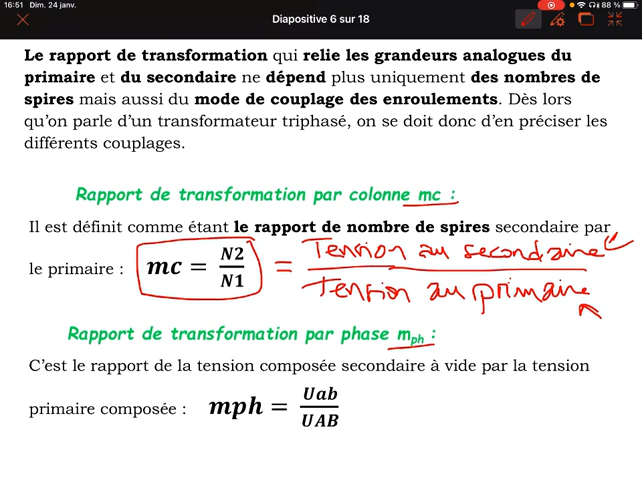 16:51 Dim. 24 janv.
88 %
Diapositive 6 sur 18
Le rapport de transformation qui relie les grandeurs analogues du
primaire et du secondaire ne dépend plus uniquement des nombres de
spires mais aussi du mode de couplage des enroulements. Dès lors
qu'on parle d'un transformateur triphasé, on se doit donc d'en préciser les
différents couplages.
Rapport de transformation par colonne mc :
Il est définit comme étant le rapport de nombre de spires secondaire par
le primaire : mc = N2/N1 = Tension au secondaire / Tension au primaire
Rapport de transformation par phase mph :
C'est le rapport de la tension composée secondaire à vide par la tension
primaire composée : mph = Uab/UAB